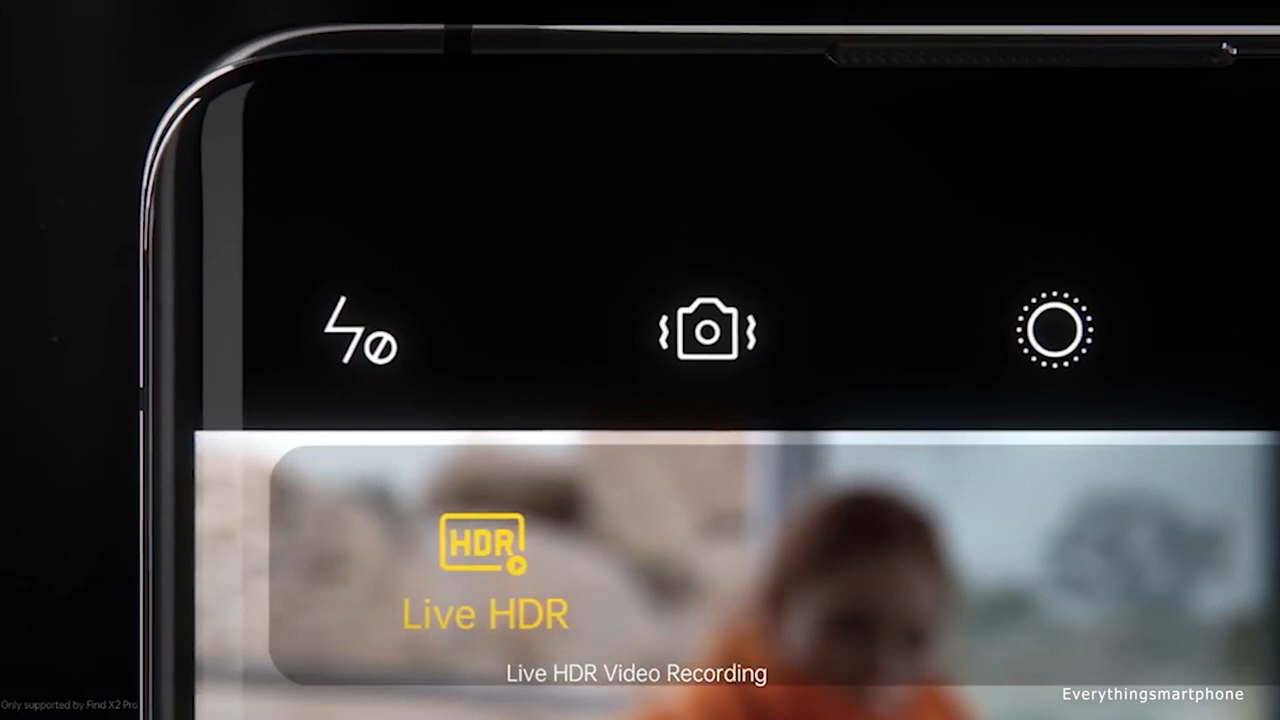 HDR
Live HDR
Live HDR Video Recording
Everythingsmartphone
Only supported by Find X2 Pro